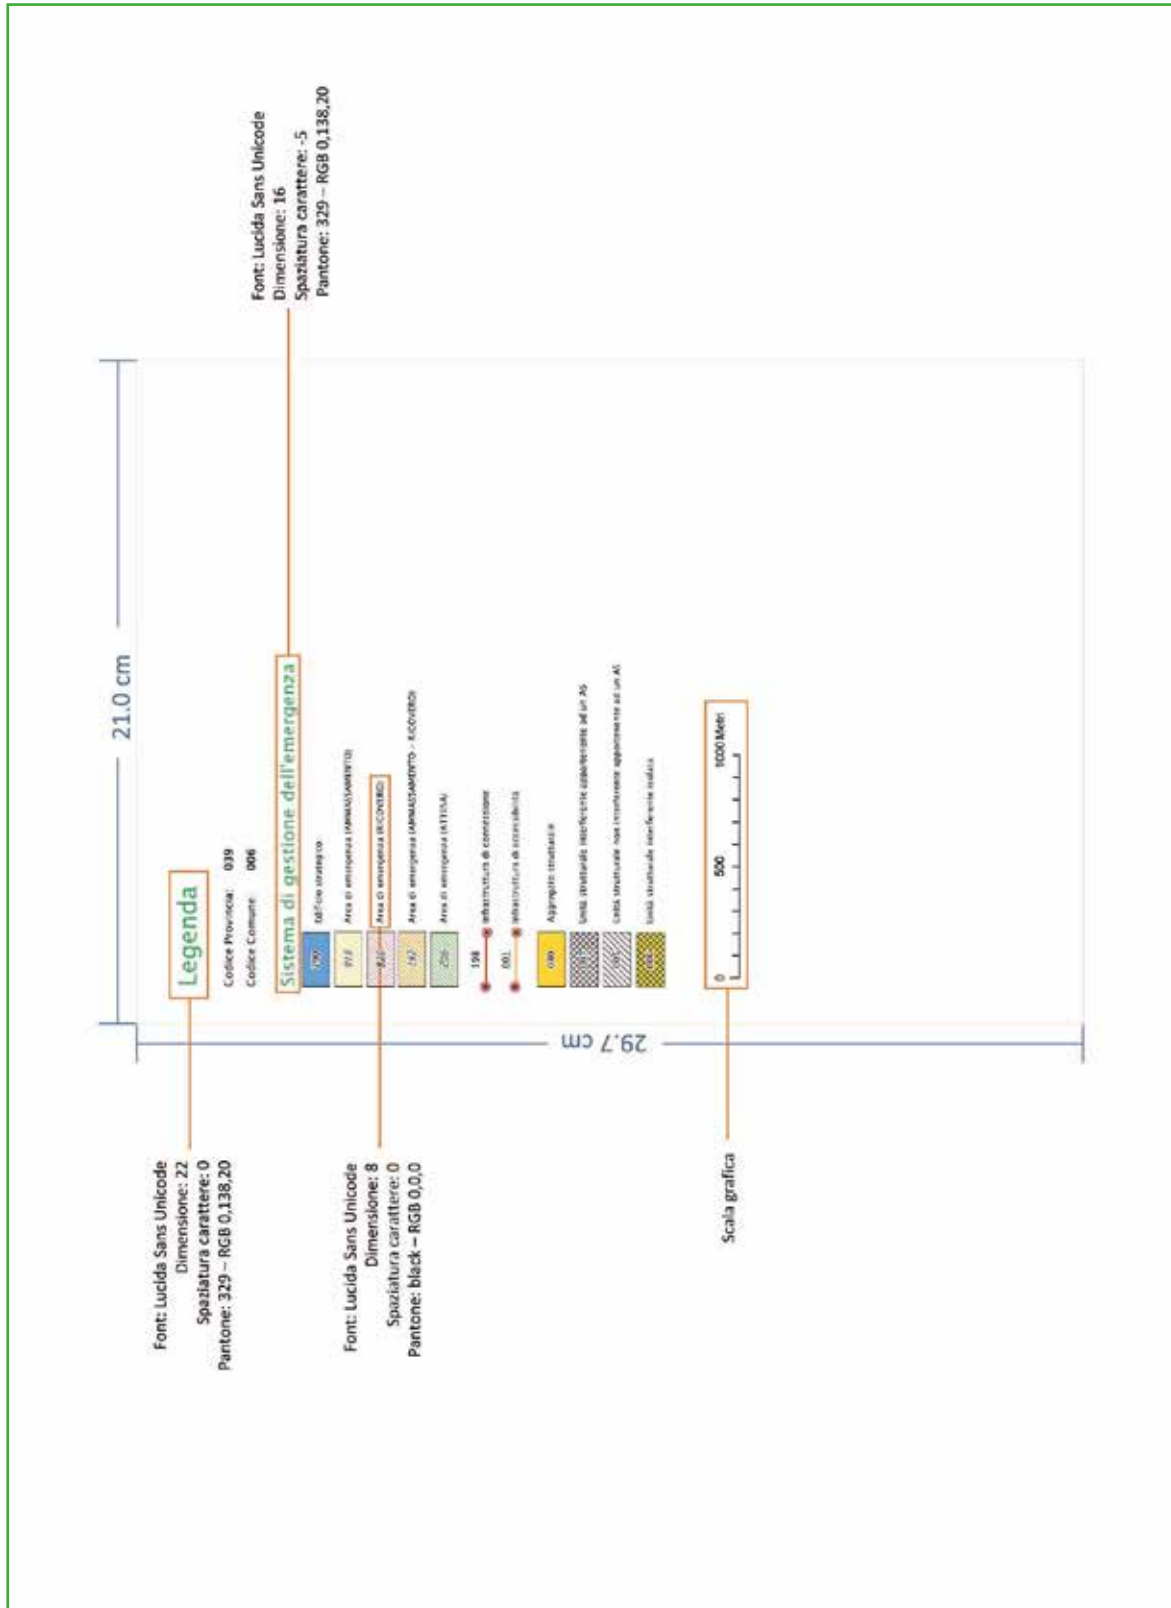 21.0 cm
29.7 cm
Font: Lucida Sans Unicode
Dimensione: 22
Spaziatura carattere: 0
Pantone: 329 – RGB 0,138,20
Legenda
Codice Provincia: 039
Codice Comune: 006
Font: Lucida Sans Unicode
Dimensione: 16
Spaziatura carattere: -5
Pantone: 329 – RGB 0,138,20
Sistema di gestione dell'emergenza
Edificio strategico
Area di emergenza (AMMASSAMENTO)
Font: Lucida Sans Unicode
Dimensione: 8
Spaziatura carattere: 0
Pantone: black – RGB 0,0,0
Area di emergenza (RICOVERO)
Area di emergenza (AMMASSAMENTO - RICOVERO)
Area di emergenza (ATTESA)
198 Infrastruttura di connessione
001 Infrastruttura di accessibilità
Aggregato strutturale
Unità strutturale interferente appartenente ad un AS
Unità strutturale non interferente appartenente ad un AS
Unità strutturale interferente isolata
Scala grafica
0 500 1000 Metri